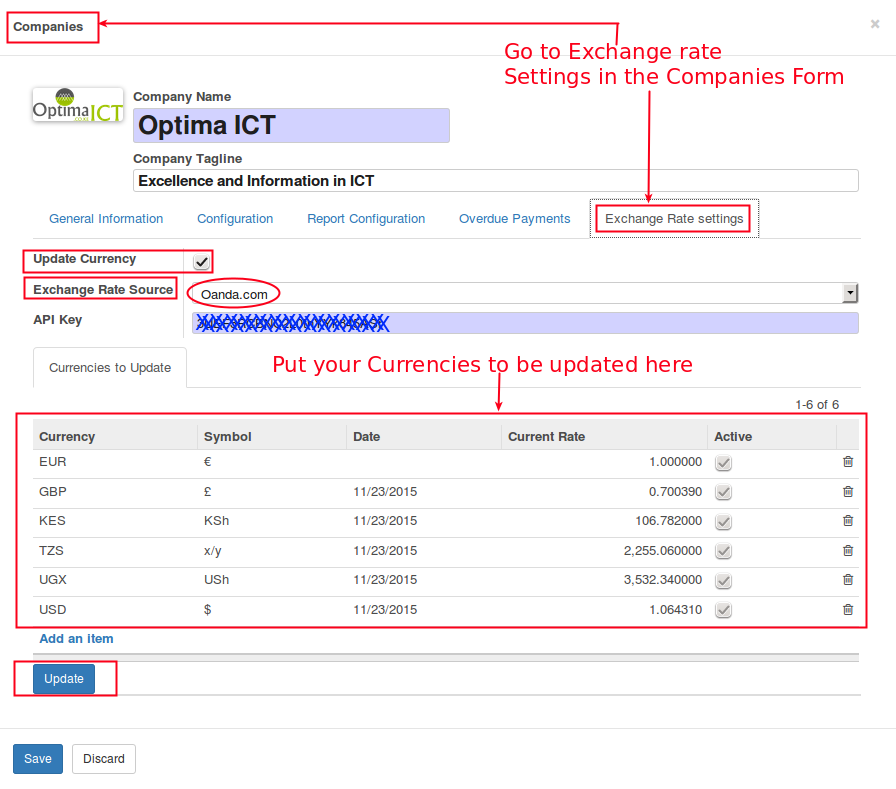 Companies
×
Go to Exchange rate
Settings in the Companies Form
Optima ICT
Company Name
Optima ICT
Company Tagline
Excellence and Information in ICT
General Information Configuration Report Configuration Overdue Payments Exchange Rate settings
Update Currency
Exchange Rate Source Oanda.com
API Key
Currencies to Update
Put your Currencies to be updated here
1-6 of 6
Currency Symbol Date Current Rate Active
EUR € 1.000000
GBP £ 11/23/2015 0.700390
KES KSh 11/23/2015 106.782000
TZS x/y 11/23/2015 2,255.060000
UGX USh 11/23/2015 3,532.340000
USD $ 11/23/2015 1.064310
Add an item
Update
Save Discard